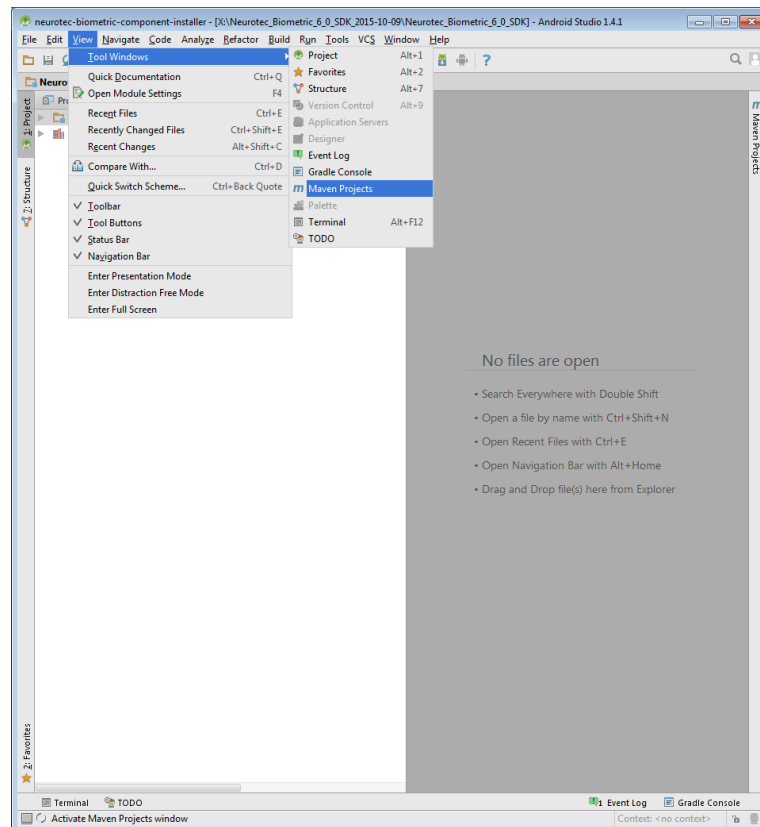 neurotec-biometric-component-installer - [X:\Neurotec_Biometric_6_0_SDK_2015-10-09\Neurotec_Biometric_6_0_SDK] - Android Studio 1.4.1
File Edit View Navigate Code Analyze Refactor Build Run Tools VCS Window Help
Neuro
1: Project
7: Structure
2: Favorites
Tool Windows
Quick Documentation Ctrl+Q
Open Module Settings F4
Recent Files Ctrl+E
Recently Changed Files Ctrl+Shift+E
Recent Changes Alt+Shift+C
Compare With... Ctrl+D
Quick Switch Scheme... Ctrl+Back Quote
Toolbar
Tool Buttons
Status Bar
Navigation Bar
Enter Presentation Mode
Enter Distraction Free Mode
Enter Full Screen
Project Alt+1
Favorites Alt+2
Structure Alt+7
Version Control Alt+9
Application Servers
Designer
Event Log
Gradle Console
Maven Projects
Palette
Terminal Alt+F12
TODO
Maven Projects
No files are open
• Search Everywhere with Double Shift
• Open a file by name with Ctrl+Shift+N
• Open Recent Files with Ctrl+E
• Open Navigation Bar with Alt+Home
• Drag and Drop file(s) here from Explorer
Terminal TODO 1 Event Log Gradle Console
Activate Maven Projects window Context: <no context>